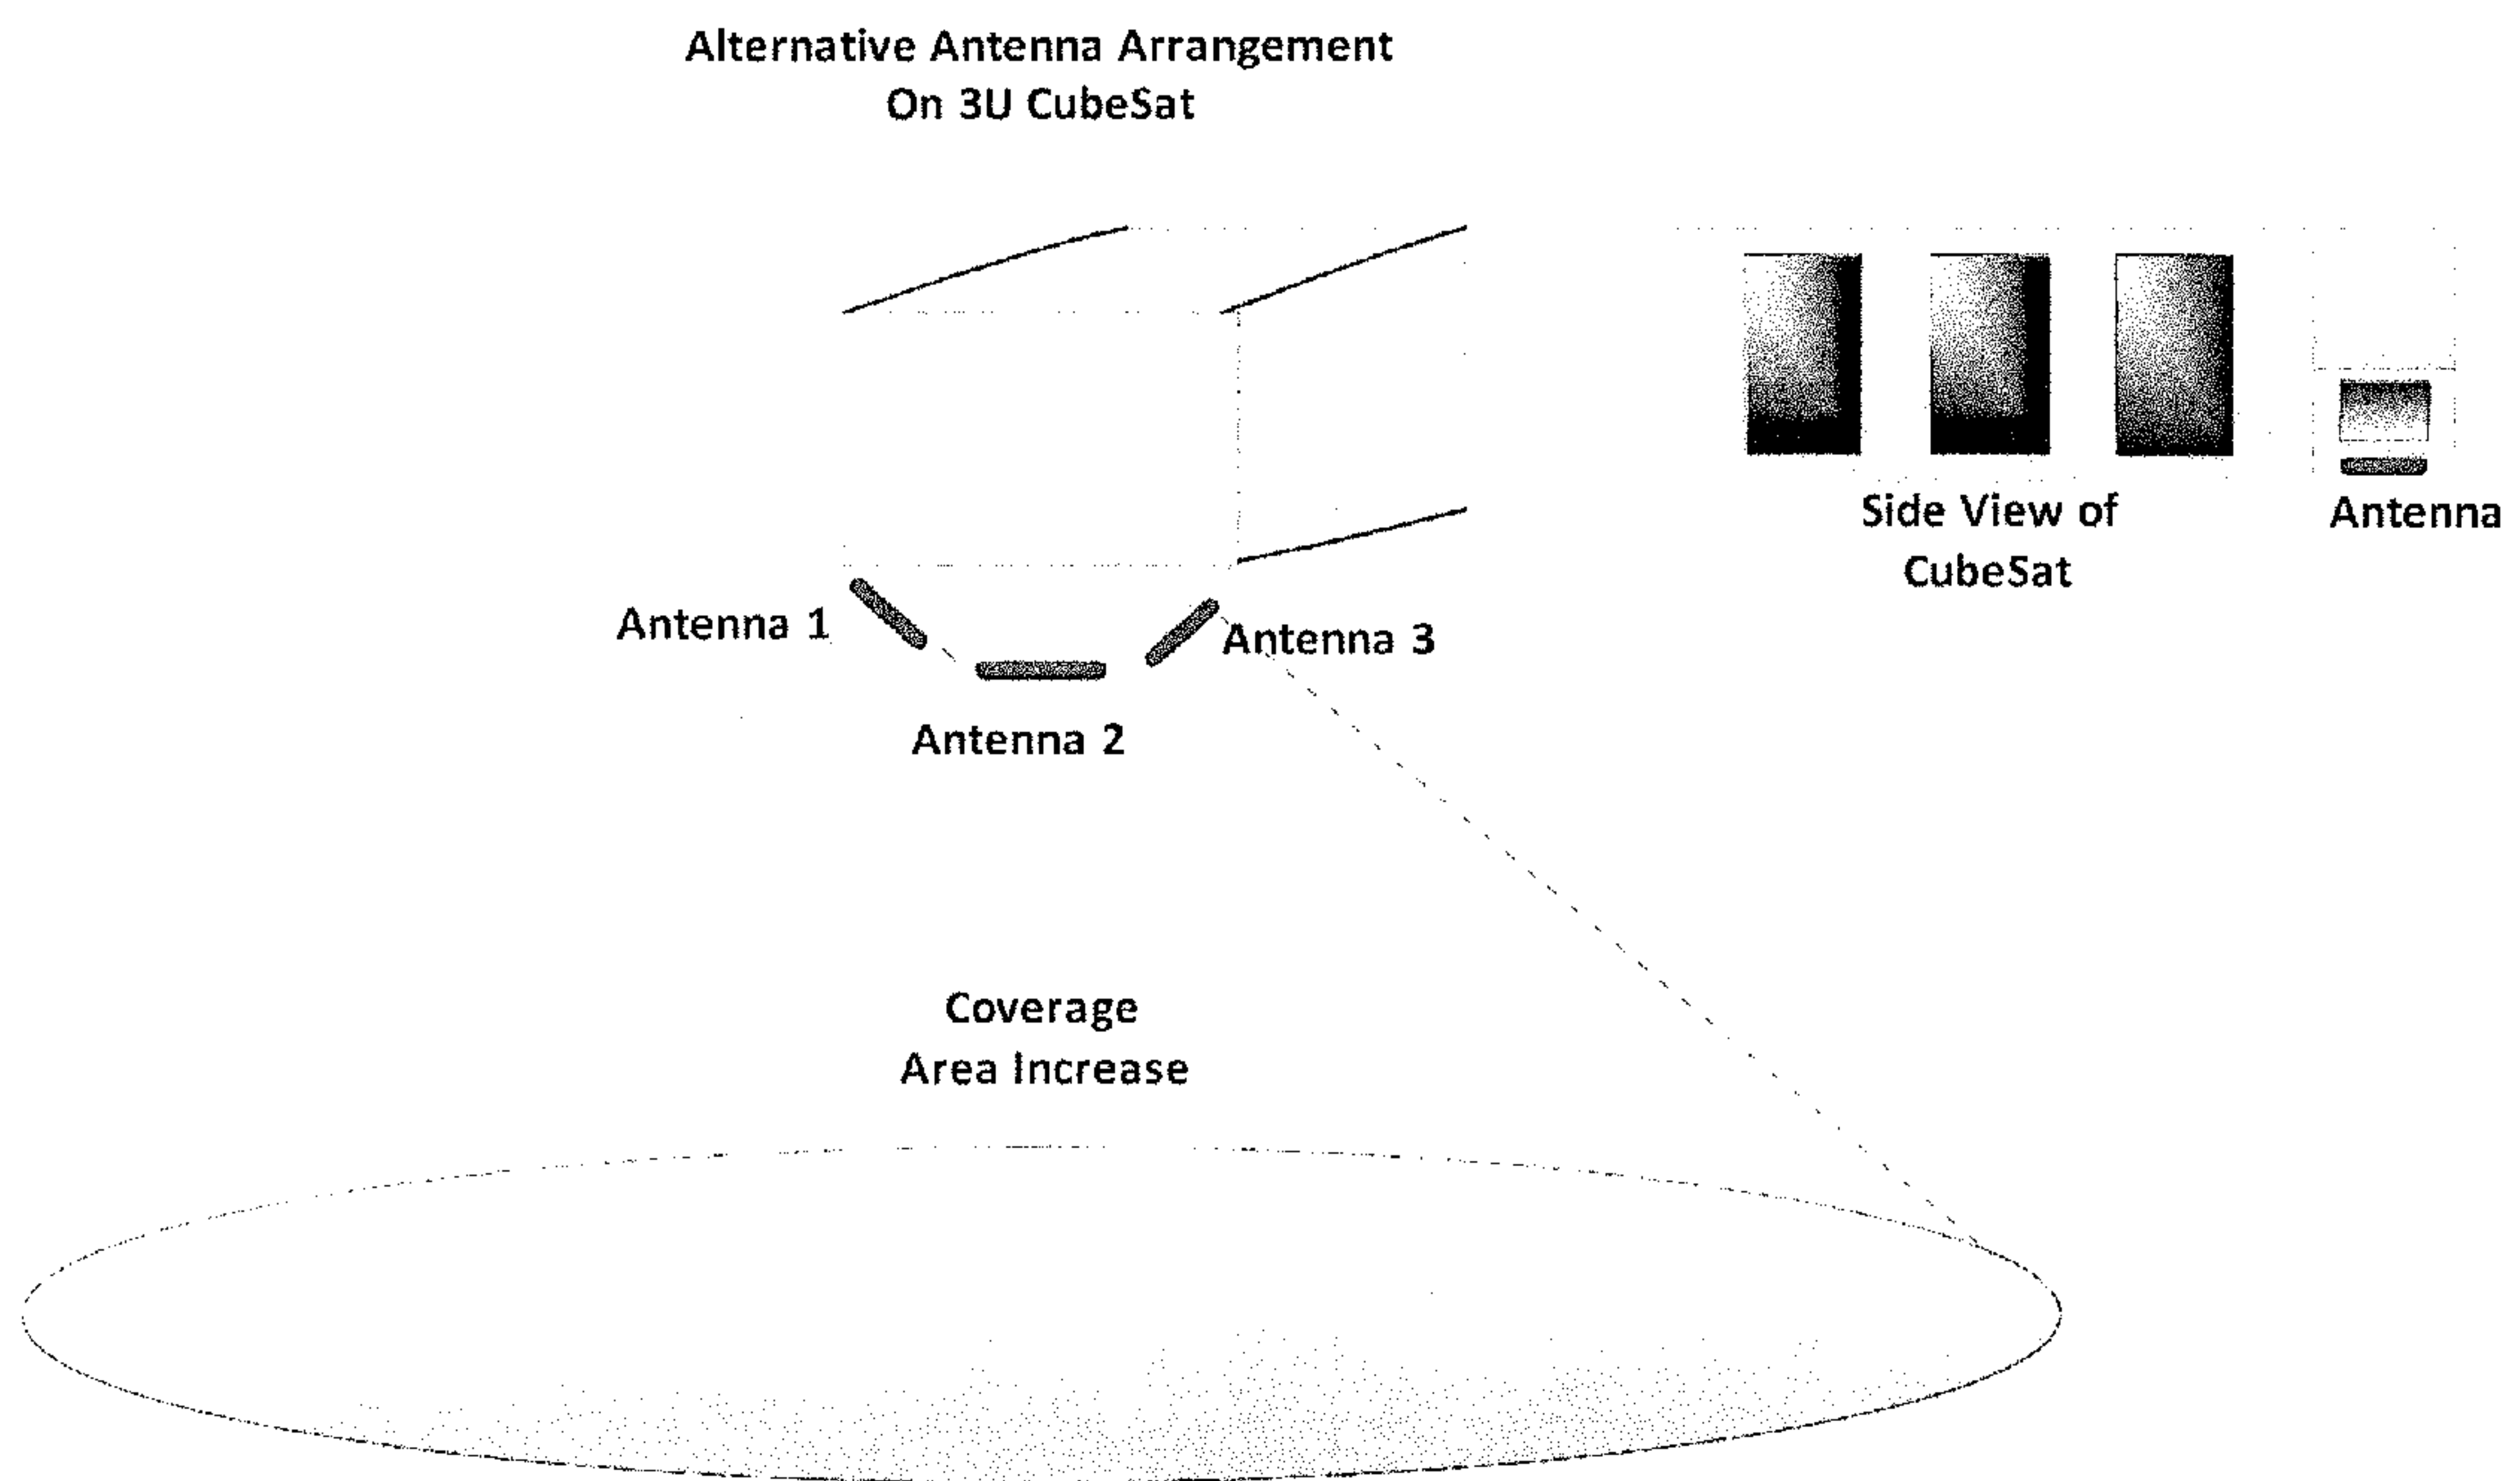 Alternative Antenna Arrangement
On 3U CubeSat
Side View of
CubeSat
Antenna
Antenna 1
Antenna 3
Antenna 2
Coverage
Area Increase